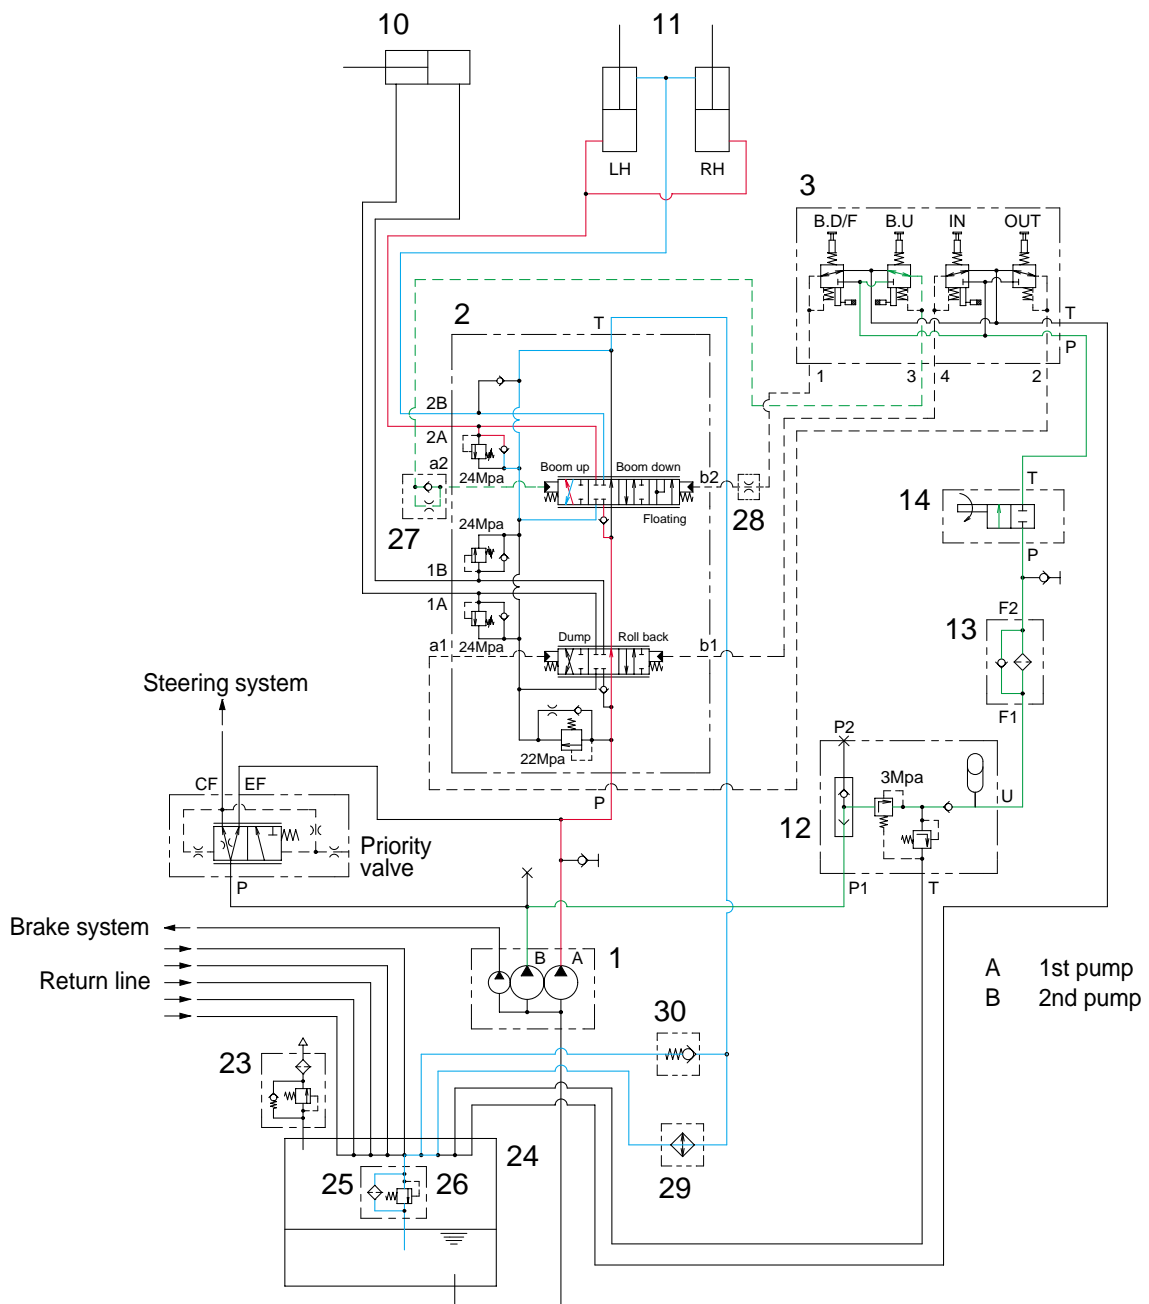 10
11
LH
RH
3
B.D/F
B.U
IN
OUT
T
P
1
3
4
2
2
T
2B
2A
a2
24Mpa
Boom up
Boom down
b2
Floating
27
28
24Mpa
1B
1A
a1
24Mpa
Dump
Roll back
b1
22Mpa
P
14
T
P
F2
13
F1
P2
3Mpa
U
12
P1
T
Steering system
CF
EF
Priority
valve
P
Brake system
Return line
B
A
1
A 1st pump
B 2nd pump
30
23
24
25
26
29